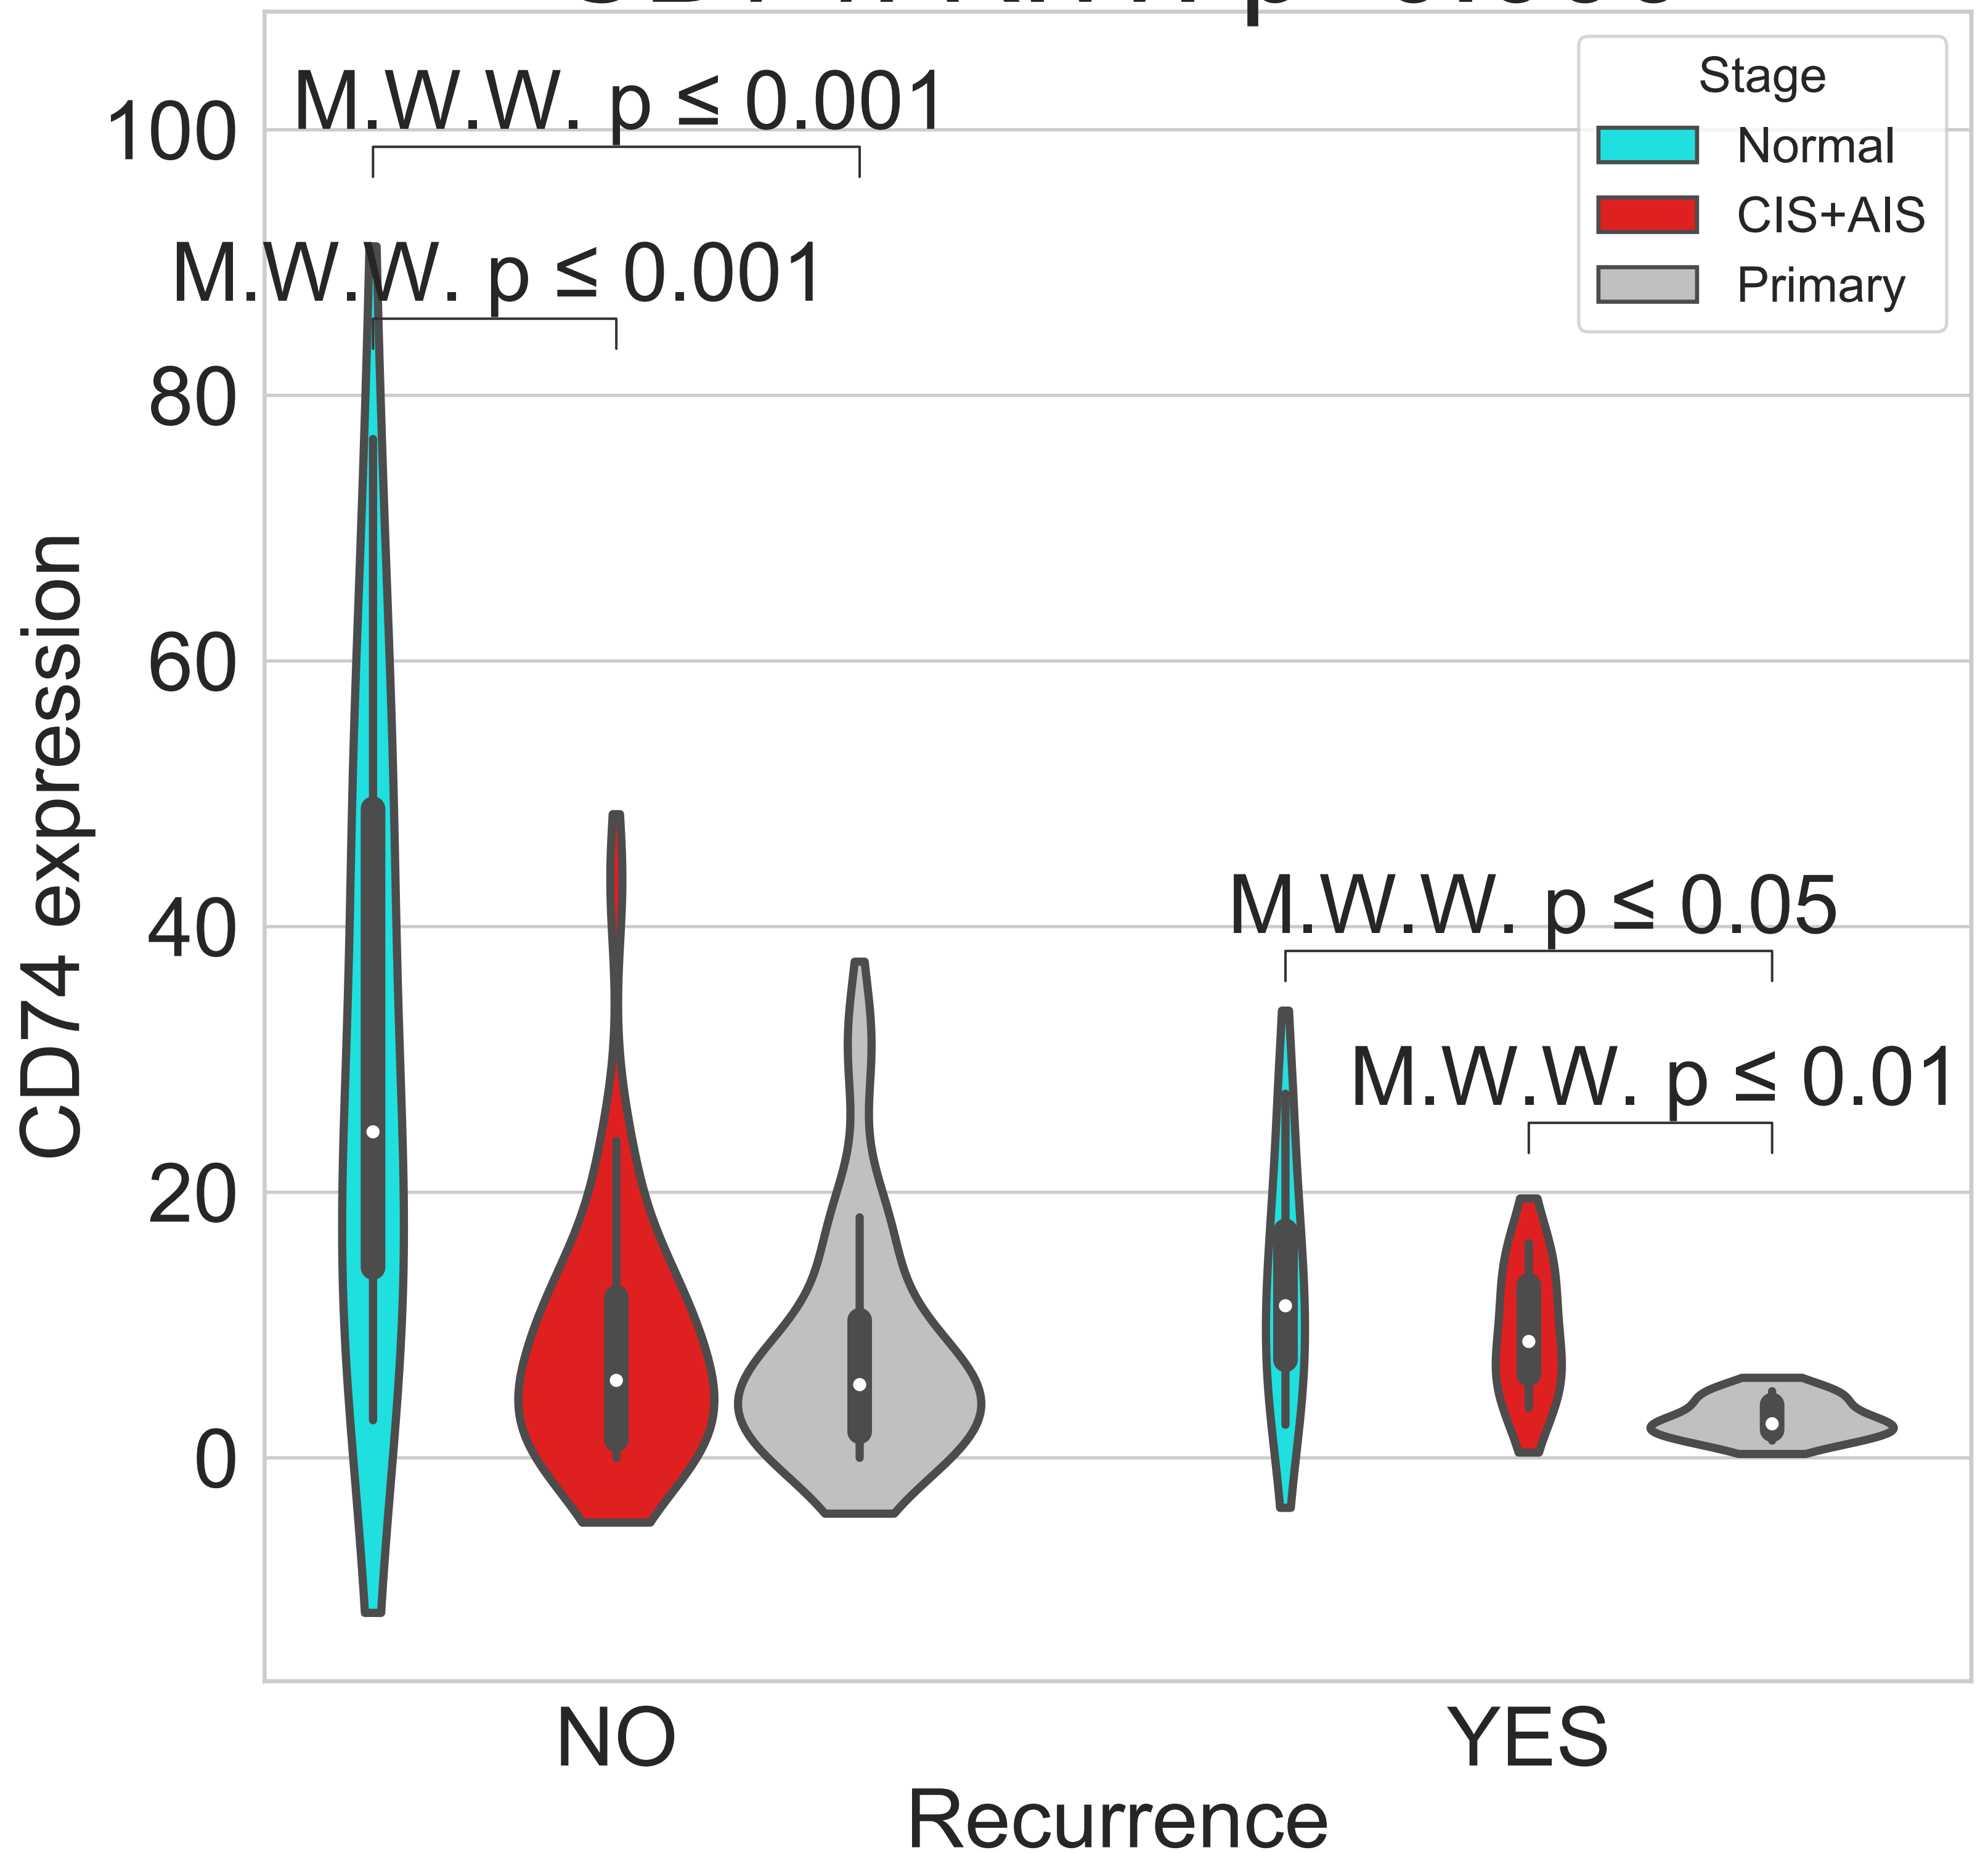 M.W.W. p ≤ 0.001
M.W.W. p ≤ 0.001
M.W.W. p ≤ 0.05
M.W.W. p ≤ 0.01
Stage
Normal
CIS+AIS
Primary
100
80
60
40
20
0
CD74 expression
NO
YES
Recurrence